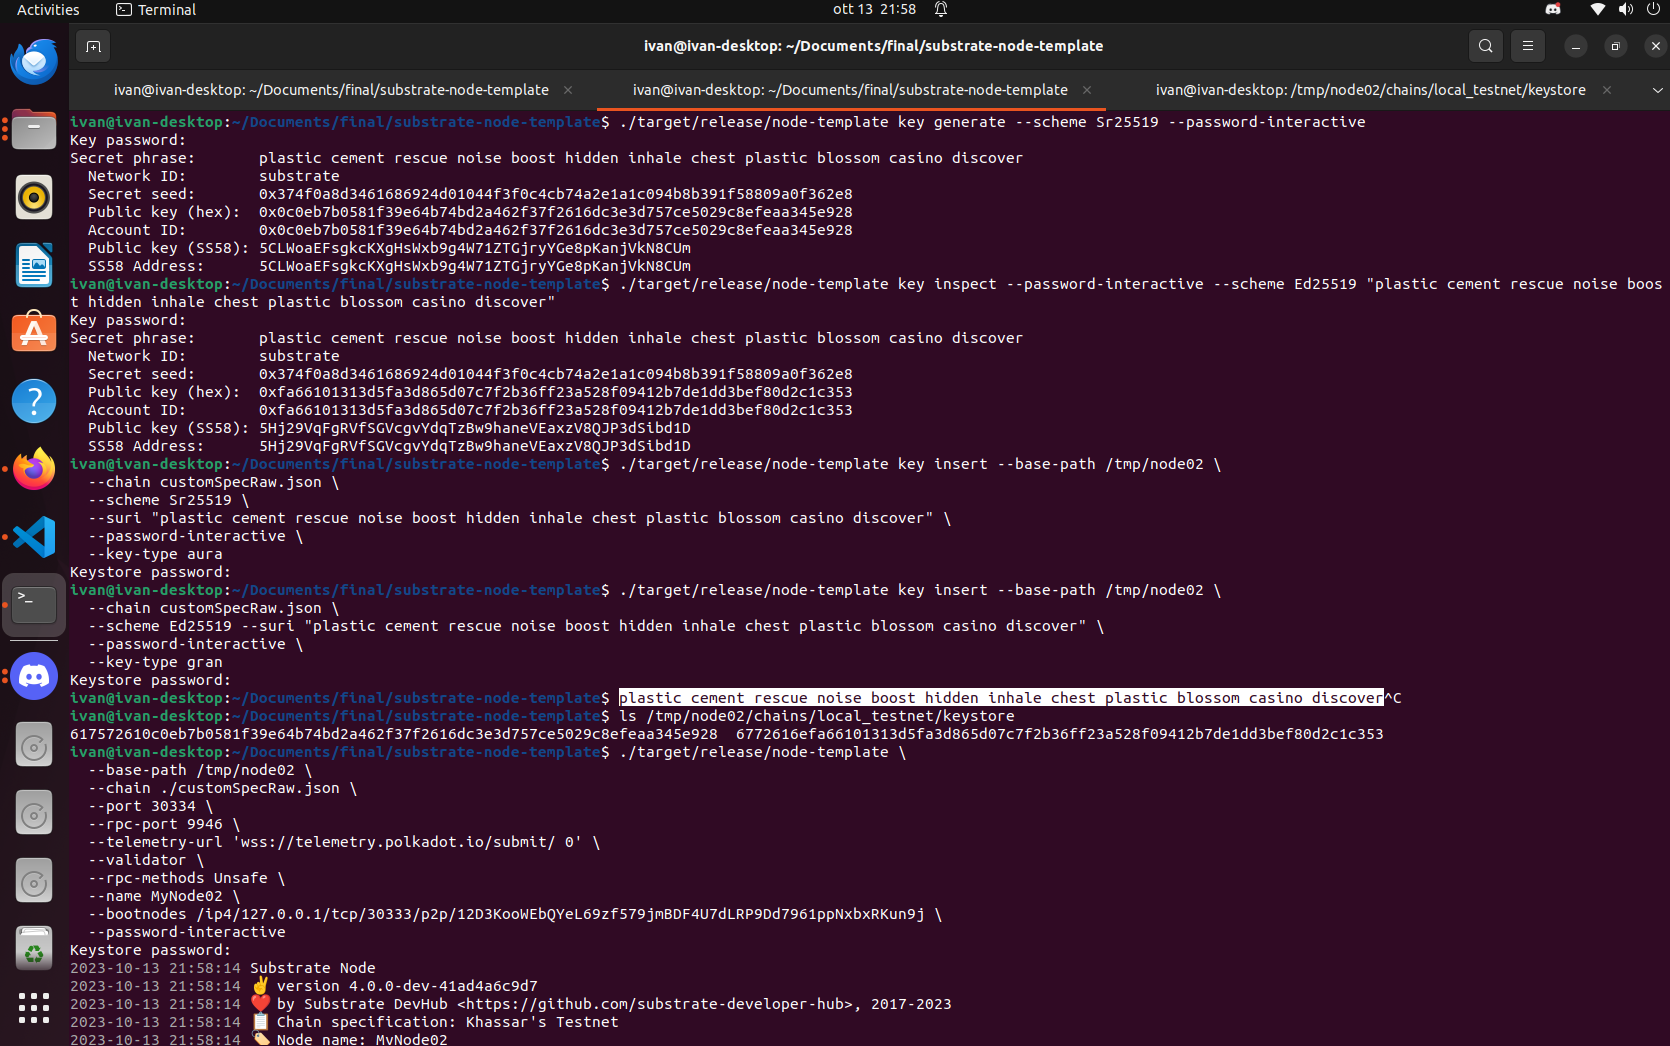 Activities Terminal ott 13 21:58
ivan@ivan-desktop: ~/Documents/final/substrate-node-template
ivan@ivan-desktop: ~/Documents/final/substrate-node-template × ivan@ivan-desktop: ~/Documents/final/substrate-node-template × ivan@ivan-desktop: /tmp/node02/chains/local_testnet/keystore ×
ivan@ivan-desktop:~/Documents/final/substrate-node-template$ ./target/release/node-template key generate --scheme Sr25519 --password-interactive
Key password:
Secret phrase:       plastic cement rescue noise boost hidden inhale chest plastic blossom casino discover
  Network ID:        substrate
  Secret seed:       0x374f0a8d3461686924d01044f3f0c4cb74a2e1a1c094b8b391f58809a0f362e8
  Public key (hex):  0x0c0eb7b0581f39e64b74bd2a462f37f2616dc3e3d757ce5029c8efeaa345e928
  Account ID:        0x0c0eb7b0581f39e64b74bd2a462f37f2616dc3e3d757ce5029c8efeaa345e928
  Public key (SS58): 5CLWoaEFsgkcKXgHsWxb9g4W71ZTGjryYGe8pKanjVkN8CUm
  SS58 Address:      5CLWoaEFsgkcKXgHsWxb9g4W71ZTGjryYGe8pKanjVkN8CUm
ivan@ivan-desktop:~/Documents/final/substrate-node-template$ ./target/release/node-template key inspect --password-interactive --scheme Ed25519 "plastic cement rescue noise boos
t hidden inhale chest plastic blossom casino discover"
Key password:
Secret phrase:       plastic cement rescue noise boost hidden inhale chest plastic blossom casino discover
  Network ID:        substrate
  Secret seed:       0x374f0a8d3461686924d01044f3f0c4cb74a2e1a1c094b8b391f58809a0f362e8
  Public key (hex):  0xfa66101313d5fa3d865d07c7f2b36ff23a528f09412b7de1dd3bef80d2c1c353
  Account ID:        0xfa66101313d5fa3d865d07c7f2b36ff23a528f09412b7de1dd3bef80d2c1c353
  Public key (SS58): 5Hj29VqFgRVfSGVcgvYdqTzBw9haneVEaxzV8QJP3dSibd1D
  SS58 Address:      5Hj29VqFgRVfSGVcgvYdqTzBw9haneVEaxzV8QJP3dSibd1D
ivan@ivan-desktop:~/Documents/final/substrate-node-template$ ./target/release/node-template key insert --base-path /tmp/node02 \
  --chain customSpecRaw.json \
  --scheme Sr25519 \
  --suri "plastic cement rescue noise boost hidden inhale chest plastic blossom casino discover" \
  --password-interactive \
  --key-type aura
Keystore password:
ivan@ivan-desktop:~/Documents/final/substrate-node-template$ ./target/release/node-template key insert --base-path /tmp/node02 \
  --chain customSpecRaw.json \
  --scheme Ed25519 --suri "plastic cement rescue noise boost hidden inhale chest plastic blossom casino discover" \
  --password-interactive \
  --key-type gran
Keystore password:
ivan@ivan-desktop:~/Documents/final/substrate-node-template$ plastic cement rescue noise boost hidden inhale chest plastic blossom casino discover^C
ivan@ivan-desktop:~/Documents/final/substrate-node-template$ ls /tmp/node02/chains/local_testnet/keystore
617572610c0eb7b0581f39e64b74bd2a462f37f2616dc3e3d757ce5029c8efeaa345e928  6772616efa66101313d5fa3d865d07c7f2b36ff23a528f09412b7de1dd3bef80d2c1c353
ivan@ivan-desktop:~/Documents/final/substrate-node-template$ ./target/release/node-template \
  --base-path /tmp/node02 \
  --chain ./customSpecRaw.json \
  --port 30334 \
  --rpc-port 9946 \
  --telemetry-url 'wss://telemetry.polkadot.io/submit/ 0' \
  --validator \
  --rpc-methods Unsafe \
  --name MyNode02 \
  --bootnodes /ip4/127.0.0.1/tcp/30333/p2p/12D3KooWEbQYeL69zf579jmBDF4U7dLRP9Dd7961ppNxbxRKun9j \
  --password-interactive
Keystore password:
2023-10-13 21:58:14 Substrate Node
2023-10-13 21:58:14 ✌️ version 4.0.0-dev-41ad4a6c9d7
2023-10-13 21:58:14 ❤️ by Substrate DevHub <https://github.com/substrate-developer-hub>, 2017-2023
2023-10-13 21:58:14 📋 Chain specification: Khassar's Testnet
2023-10-13 21:58:14 🏷 Node name: MyNode02